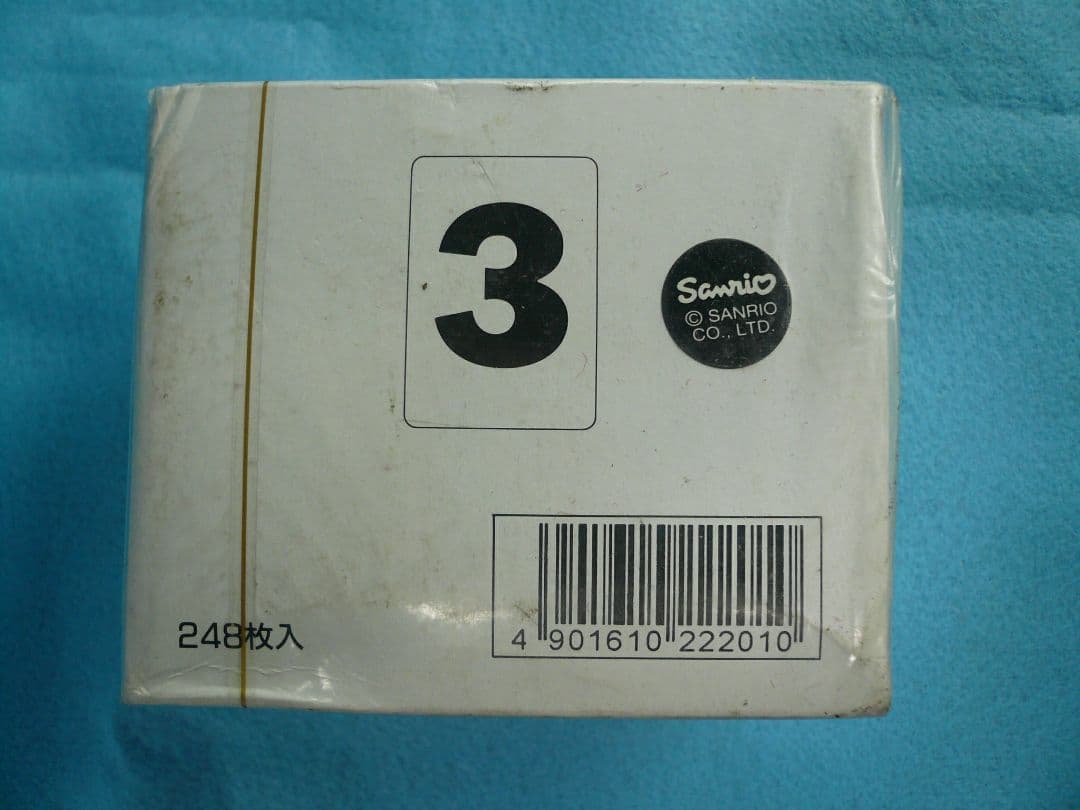 3
Sanrio
© SANRIO
CO., LTD.
248枚入
4 901610 222010